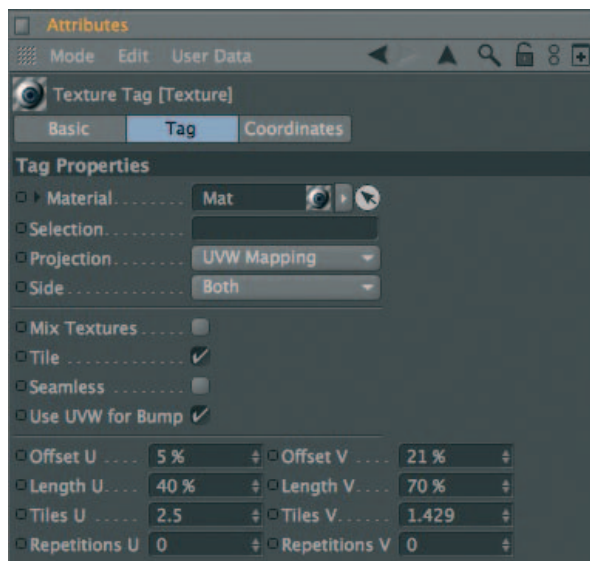 Attributes
Mode Edit User Data
Texture Tag [Texture]
Basic Tag Coordinates
Tag Properties
Material........ Mat
Selection.........
Projection....... UVW Mapping
Side............. Both
Mix Textures.....
Tile..............
Seamless........
Use UVW for Bump
Offset U.... 5 % Offset V.... 21 %
Length U.... 40 % Length V.... 70 %
Tiles U..... 2.5 Tiles V...... 1.429
Repetitions U 0 Repetitions V 0